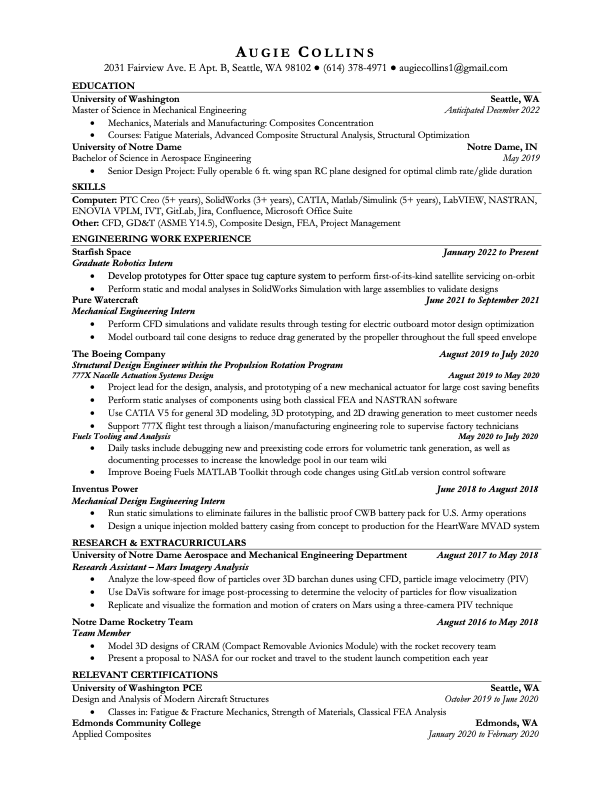 AUGIE COLLINS
2031 Fairview Ave. E Apt. B, Seattle, WA 98102 ● (614) 378-4971 ● augiecollins1@gmail.com
EDUCATION
University of Washington Seattle, WA
Master of Science in Mechanical Engineering Anticipated December 2022
• Mechanics, Materials and Manufacturing: Composites Concentration
• Courses: Fatigue Materials, Advanced Composite Structural Analysis, Structural Optimization
University of Notre Dame Notre Dame, IN
Bachelor of Science in Aerospace Engineering May 2019
• Senior Design Project: Fully operable 6 ft. wing span RC plane designed for optimal climb rate/glide duration
SKILLS
Computer: PTC Creo (5+ years), SolidWorks (3+ years), CATIA, Matlab/Simulink (5+ years), LabVIEW, NASTRAN,
ENOVIA VPLM, IVT, GitLab, Jira, Confluence, Microsoft Office Suite
Other: CFD, GD&T (ASME Y14.5), Composite Design, FEA, Project Management
ENGINEERING WORK EXPERIENCE
Starfish Space January 2022 to Present
Graduate Robotics Intern
• Develop prototypes for Otter space tug capture system to perform first-of-its-kind satellite servicing on-orbit
• Perform static and modal analyses in SolidWorks Simulation with large assemblies to validate designs
Pure Watercraft June 2021 to September 2021
Mechanical Engineering Intern
• Perform CFD simulations and validate results through testing for electric outboard motor design optimization
• Model outboard tail cone designs to reduce drag generated by the propeller throughout the full speed envelope
The Boeing Company August 2019 to July 2020
Structural Design Engineer within the Propulsion Rotation Program
777X Nacelle Actuation Systems Design August 2019 to May 2020
• Project lead for the design, analysis, and prototyping of a new mechanical actuator for large cost saving benefits
• Perform static analyses of components using both classical FEA and NASTRAN software
• Use CATIA V5 for general 3D modeling, 3D prototyping, and 2D drawing generation to meet customer needs
• Support 777X flight test through a liaison/manufacturing engineering role to supervise factory technicians
Fuels Tooling and Analysis May 2020 to July 2020
• Daily tasks include debugging new and preexisting code errors for volumetric tank generation, as well as
documenting processes to increase the knowledge pool in our team wiki
• Improve Boeing Fuels MATLAB Toolkit through code changes using GitLab version control software
Inventus Power June 2018 to August 2018
Mechanical Design Engineering Intern
• Run static simulations to eliminate failures in the ballistic proof CWB battery pack for U.S. Army operations
• Design a unique injection molded battery casing from concept to production for the HeartWare MVAD system
RESEARCH & EXTRACURRICULARS
University of Notre Dame Aerospace and Mechanical Engineering Department August 2017 to May 2018
Research Assistant – Mars Imagery Analysis
• Analyze the low-speed flow of particles over 3D barchan dunes using CFD, particle image velocimetry (PIV)
• Use DaVis software for image post-processing to determine the velocity of particles for flow visualization
• Replicate and visualize the formation and motion of craters on Mars using a three-camera PIV technique
Notre Dame Rocketry Team August 2016 to May 2018
Team Member
• Model 3D designs of CRAM (Compact Removable Avionics Module) with the rocket recovery team
• Present a proposal to NASA for our rocket and travel to the student launch competition each year
RELEVANT CERTIFICATIONS
University of Washington PCE Seattle, WA
Design and Analysis of Modern Aircraft Structures October 2019 to June 2020
• Classes in: Fatigue & Fracture Mechanics, Strength of Materials, Classical FEA Analysis
Edmonds Community College Edmonds, WA
Applied Composites January 2020 to February 2020